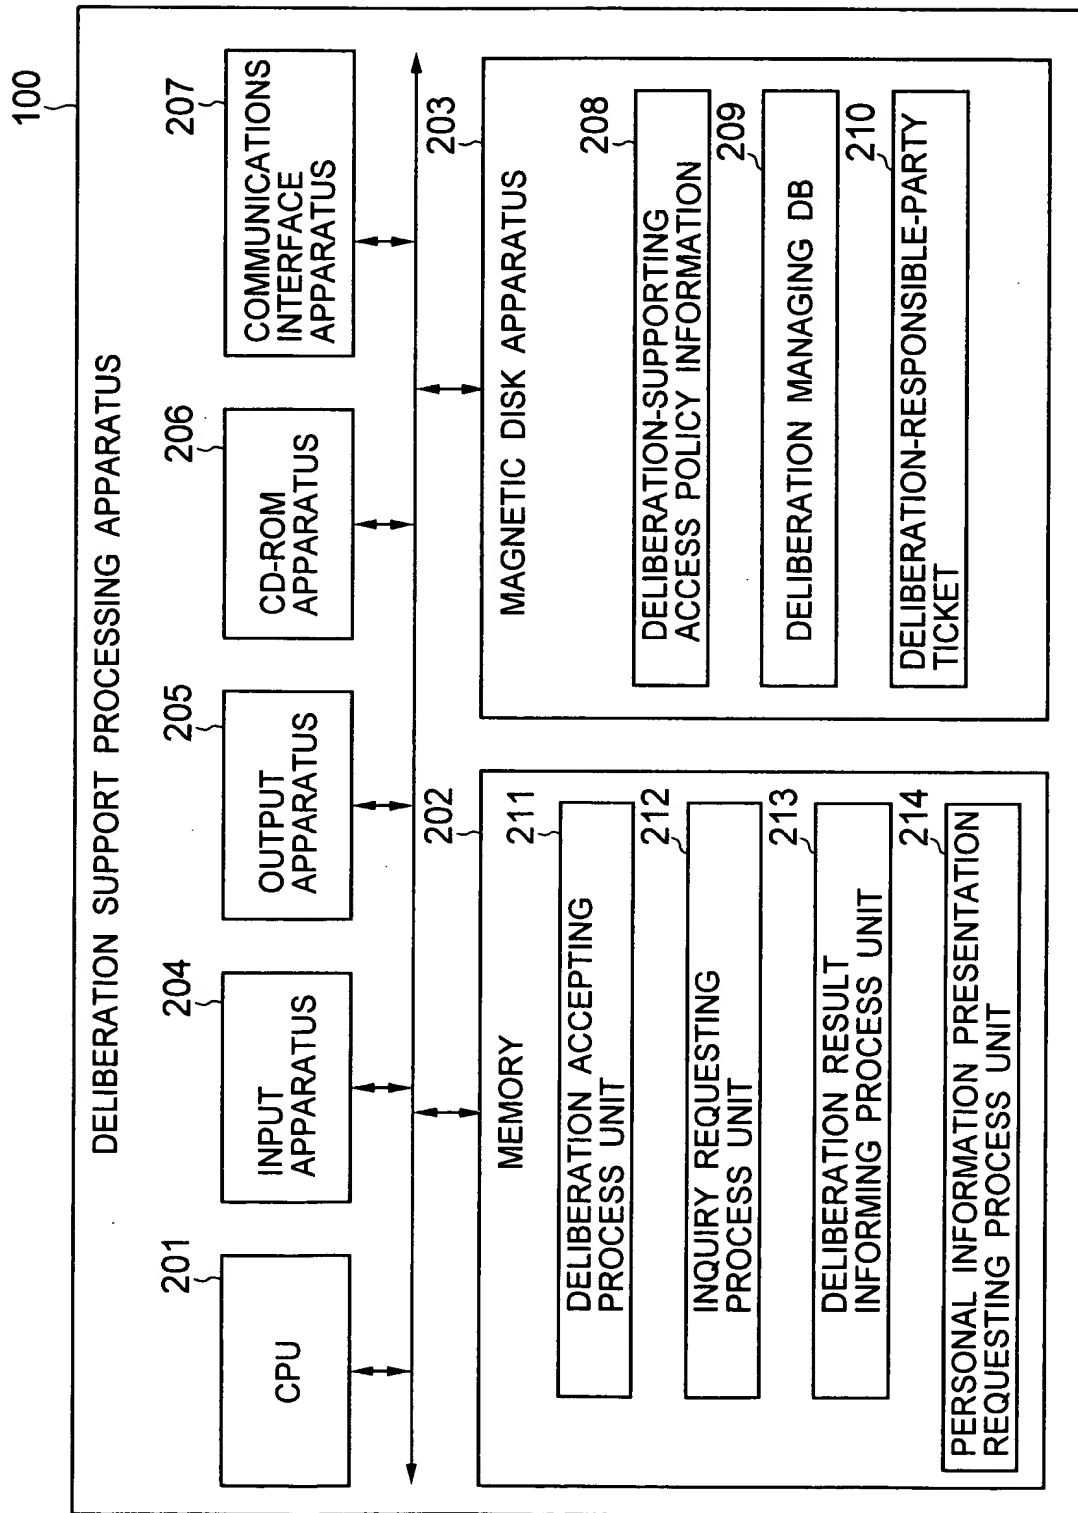 100
DELIBERATION SUPPORT PROCESSING APPARATUS
201
CPU
204
INPUT
APPARATUS
205
OUTPUT
APPARATUS
206
CD-ROM
APPARATUS
207
COMMUNICATIONS
INTERFACE
APPARATUS
202
MEMORY
211
DELIBERATION ACCEPTING
PROCESS UNIT
212
INQUIRY REQUESTING
PROCESS UNIT
213
DELIBERATION RESULT
INFORMING PROCESS UNIT
214
PERSONAL INFORMATION PRESENTATION
REQUESTING PROCESS UNIT
203
MAGNETIC DISK APPARATUS
208
DELIBERATION-SUPPORTING
ACCESS POLICY INFORMATION
209
DELIBERATION MANAGING DB
210
DELIBERATION-RESPONSIBLE-PARTY
TICKET